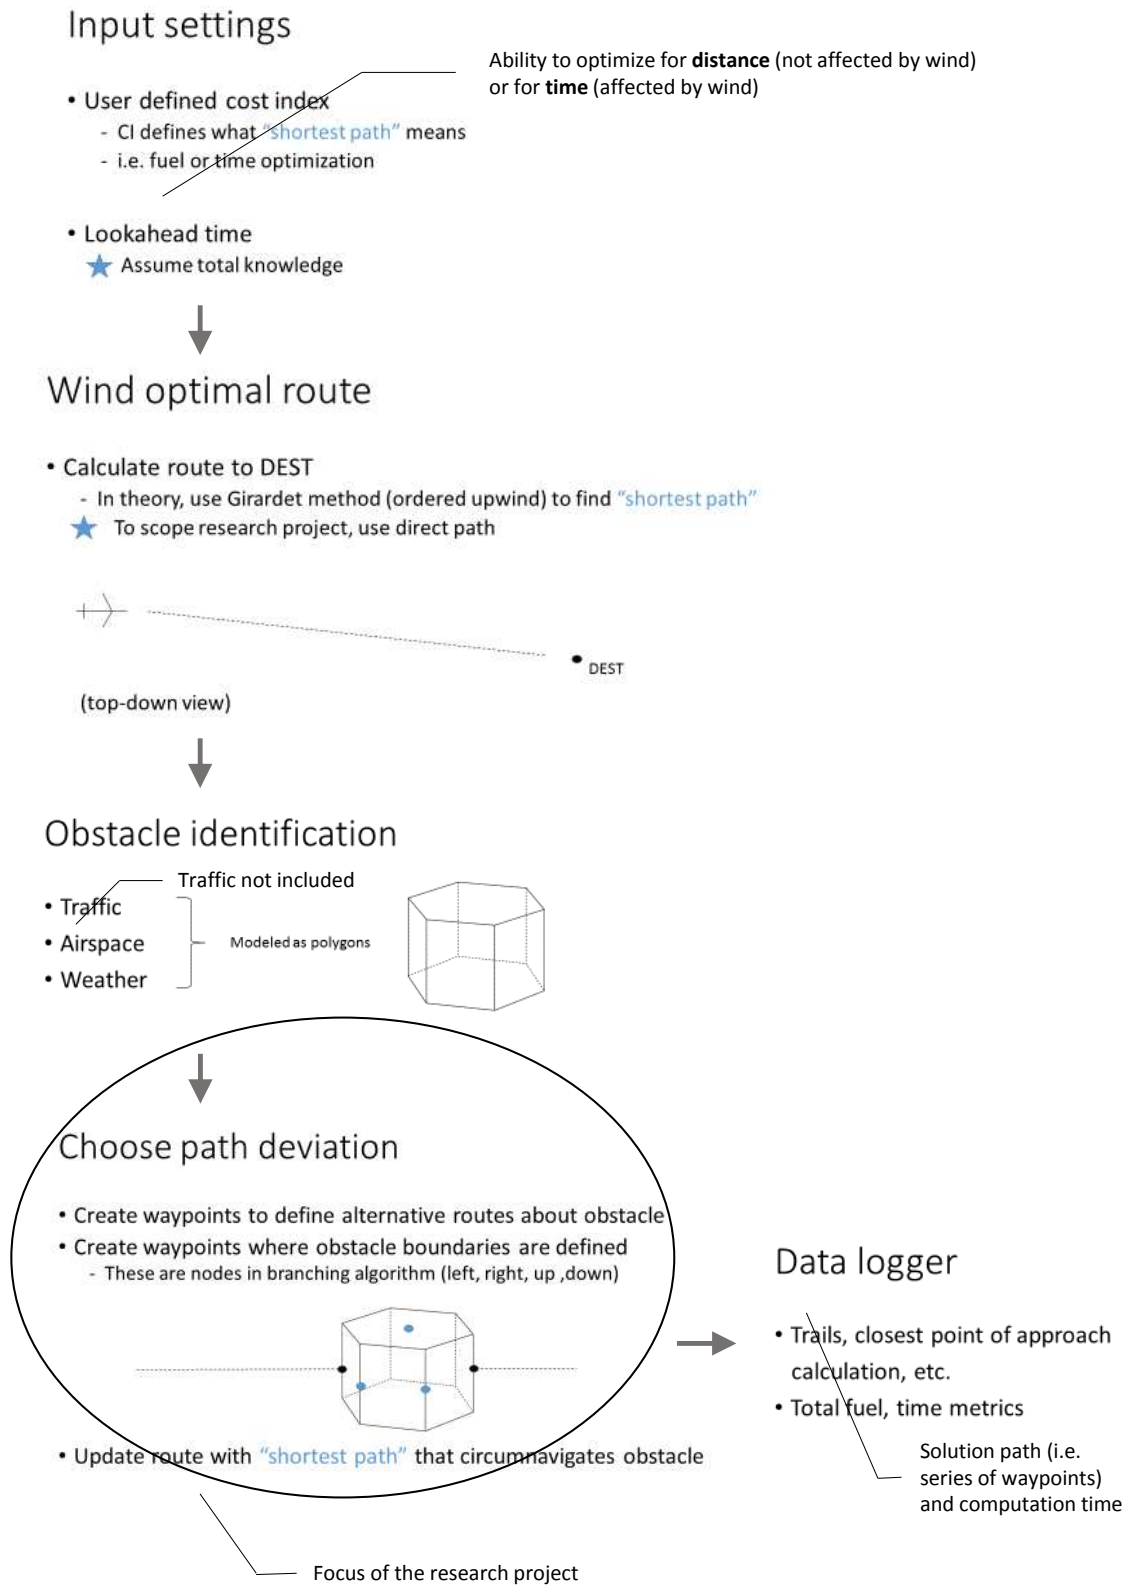 Input settings
Ability to optimize for distance (not affected by wind)
or for time (affected by wind)
• User defined cost index
- CI defines what "shortest path" means
- i.e. fuel or time optimization
• Lookahead time
Assume total knowledge
Wind optimal route
• Calculate route to DEST
- In theory, use Girardet method (ordered upwind) to find "shortest path"
To scope research project, use direct path
DEST
(top-down view)
Obstacle identification
Traffic not included
• Traffic
• Airspace
Modeled as polygons
• Weather
Choose path deviation
• Create waypoints to define alternative routes about obstacle
• Create waypoints where obstacle boundaries are defined
- These are nodes in branching algorithm (left, right, up ,down)
• Update route with "shortest path" that circumnavigates obstacle
Focus of the research project
Data logger
• Trails, closest point of approach
calculation, etc.
• Total fuel, time metrics
Solution path (i.e.
series of waypoints)
and computation time